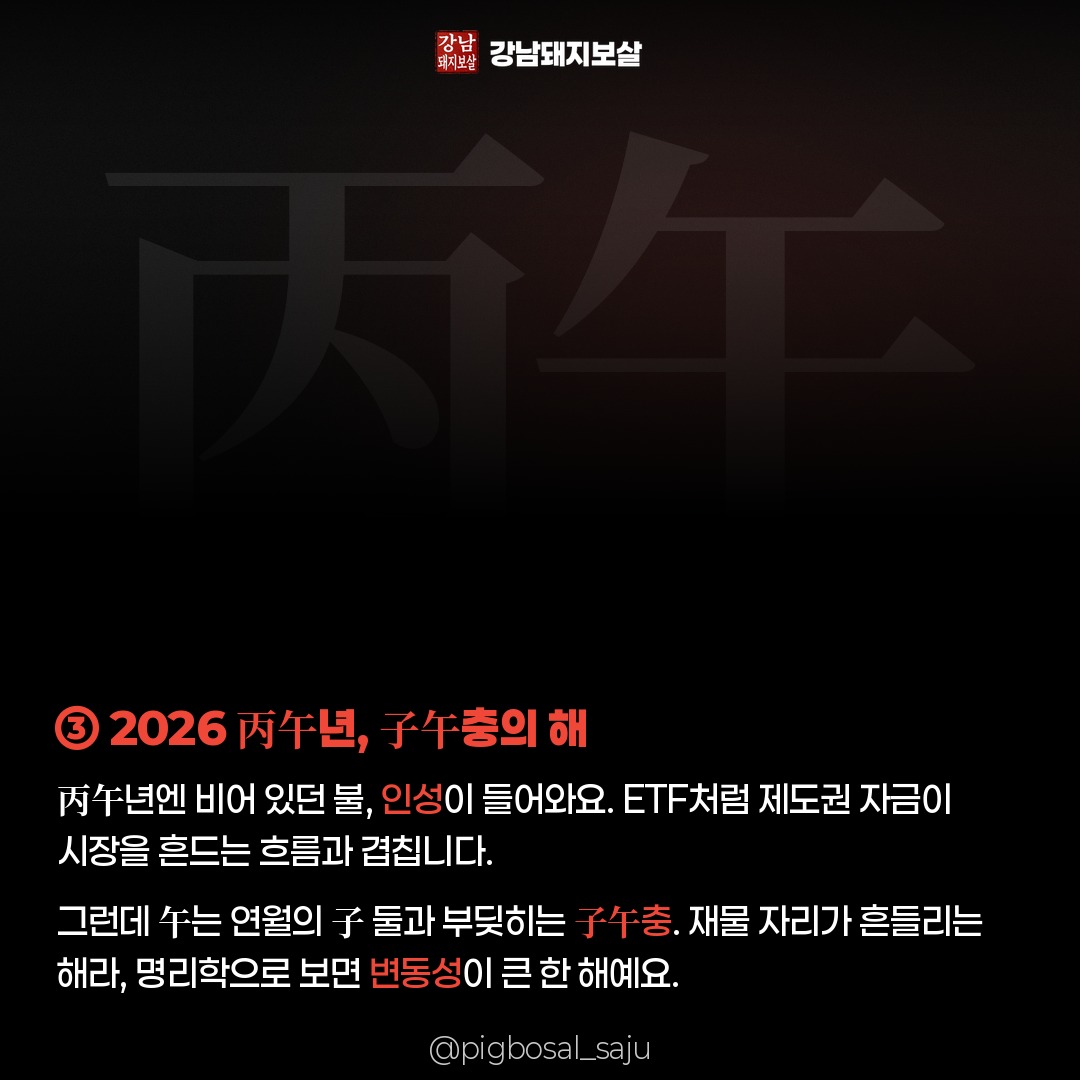 강남
돼지보살
강남돼지보살
丙午
③ 2026 丙午년, 子午충의 해
丙午년엔 비어 있던 불, 인성이 들어와요. ETF처럼 제도권 자금이
시장을 흔드는 흐름과 겹칩니다.
그런데 午는 연월의 子 둘과 부딪히는 子午충. 재물 자리가 흔들리는
해라, 명리학으로 보면 변동성이 큰 한 해예요.
@pigbosal_saju